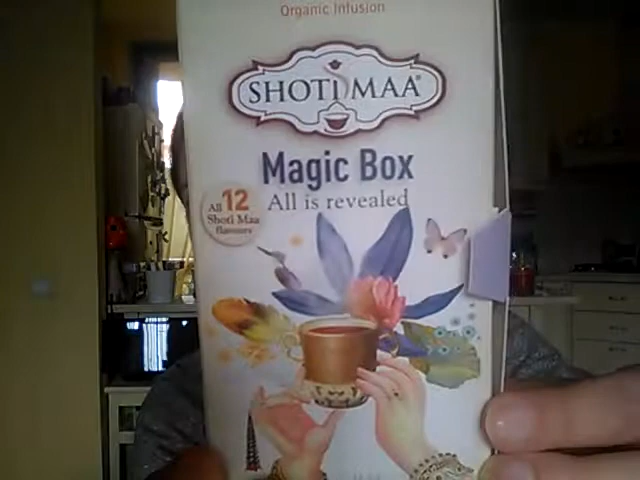 Organic Infusion
SHOTI MAA®
Magic Box
All is revealed
All 12
Shoti Maa
flavours